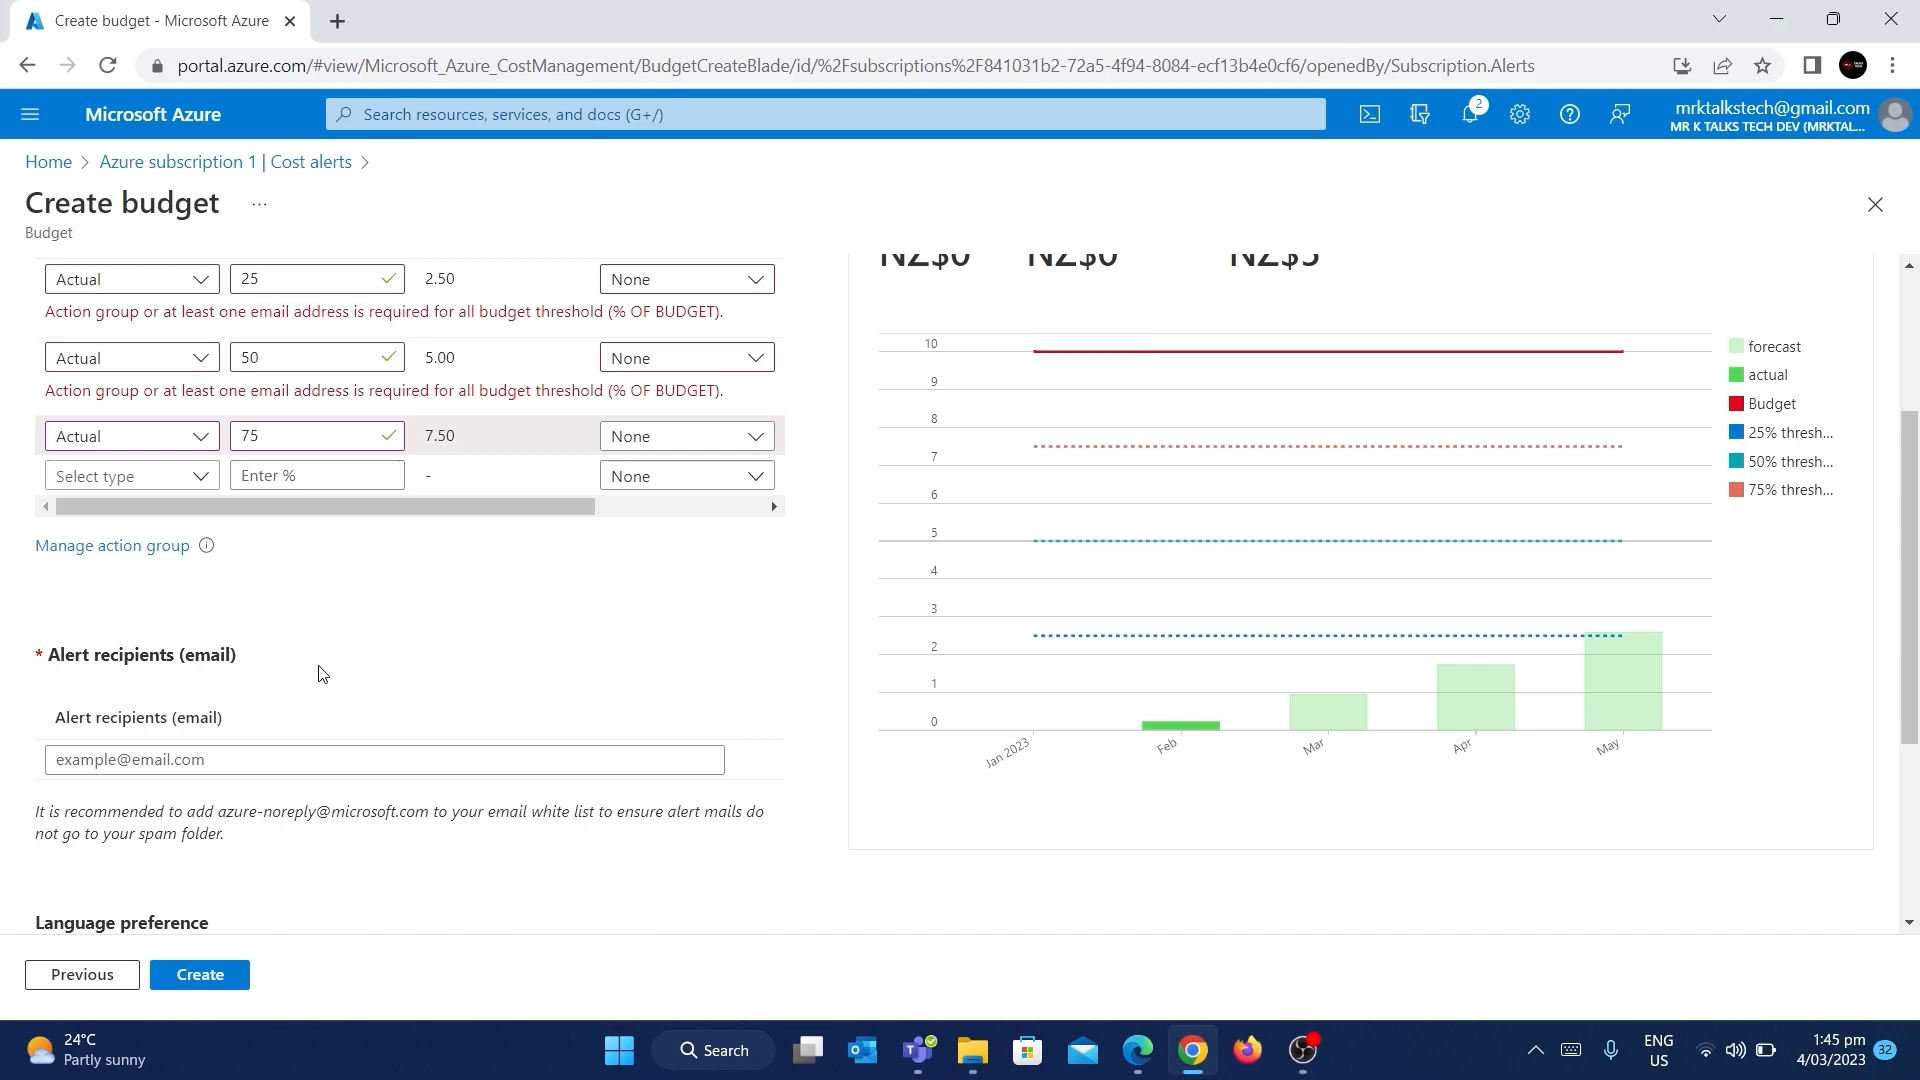 Create budget - Microsoft Azure
portal.azure.com/#view/Microsoft_Azure_CostManagement/BudgetCreateBlade/id/%2Fsubscriptions%2F841031b2-72a5-4f94-8084-ecf13b4e0cf6/openedBy/Subscription.Alerts
Microsoft Azure
Search resources, services, and docs (G+/)
2
mrktalkstech@gmail.com
MR K TALKS TECH DEV (MRKTAL...
Home > Azure subscription 1 | Cost alerts >
Create budget ...
Budget
Actual 25 2.50 None
Action group or at least one email address is required for all budget threshold (% OF BUDGET).
Actual 50 5.00 None
Action group or at least one email address is required for all budget threshold (% OF BUDGET).
Actual 75 7.50 None
Select type Enter % - None
Manage action group
* Alert recipients (email)
Alert recipients (email)
example@email.com
It is recommended to add azure-noreply@microsoft.com to your email white list to ensure alert mails do
not go to your spam folder.
Language preference
Previous Create
NZ$0 NZ$0 NZ$5
10
9
8
7
6
5
4
3
2
1
0
Jan 2023 Feb Mar Apr May
forecast
actual
Budget
25% thresh...
50% thresh...
75% thresh...
24°C
Partly sunny
Search
ENG
US
1:45 pm
4/03/2023
32